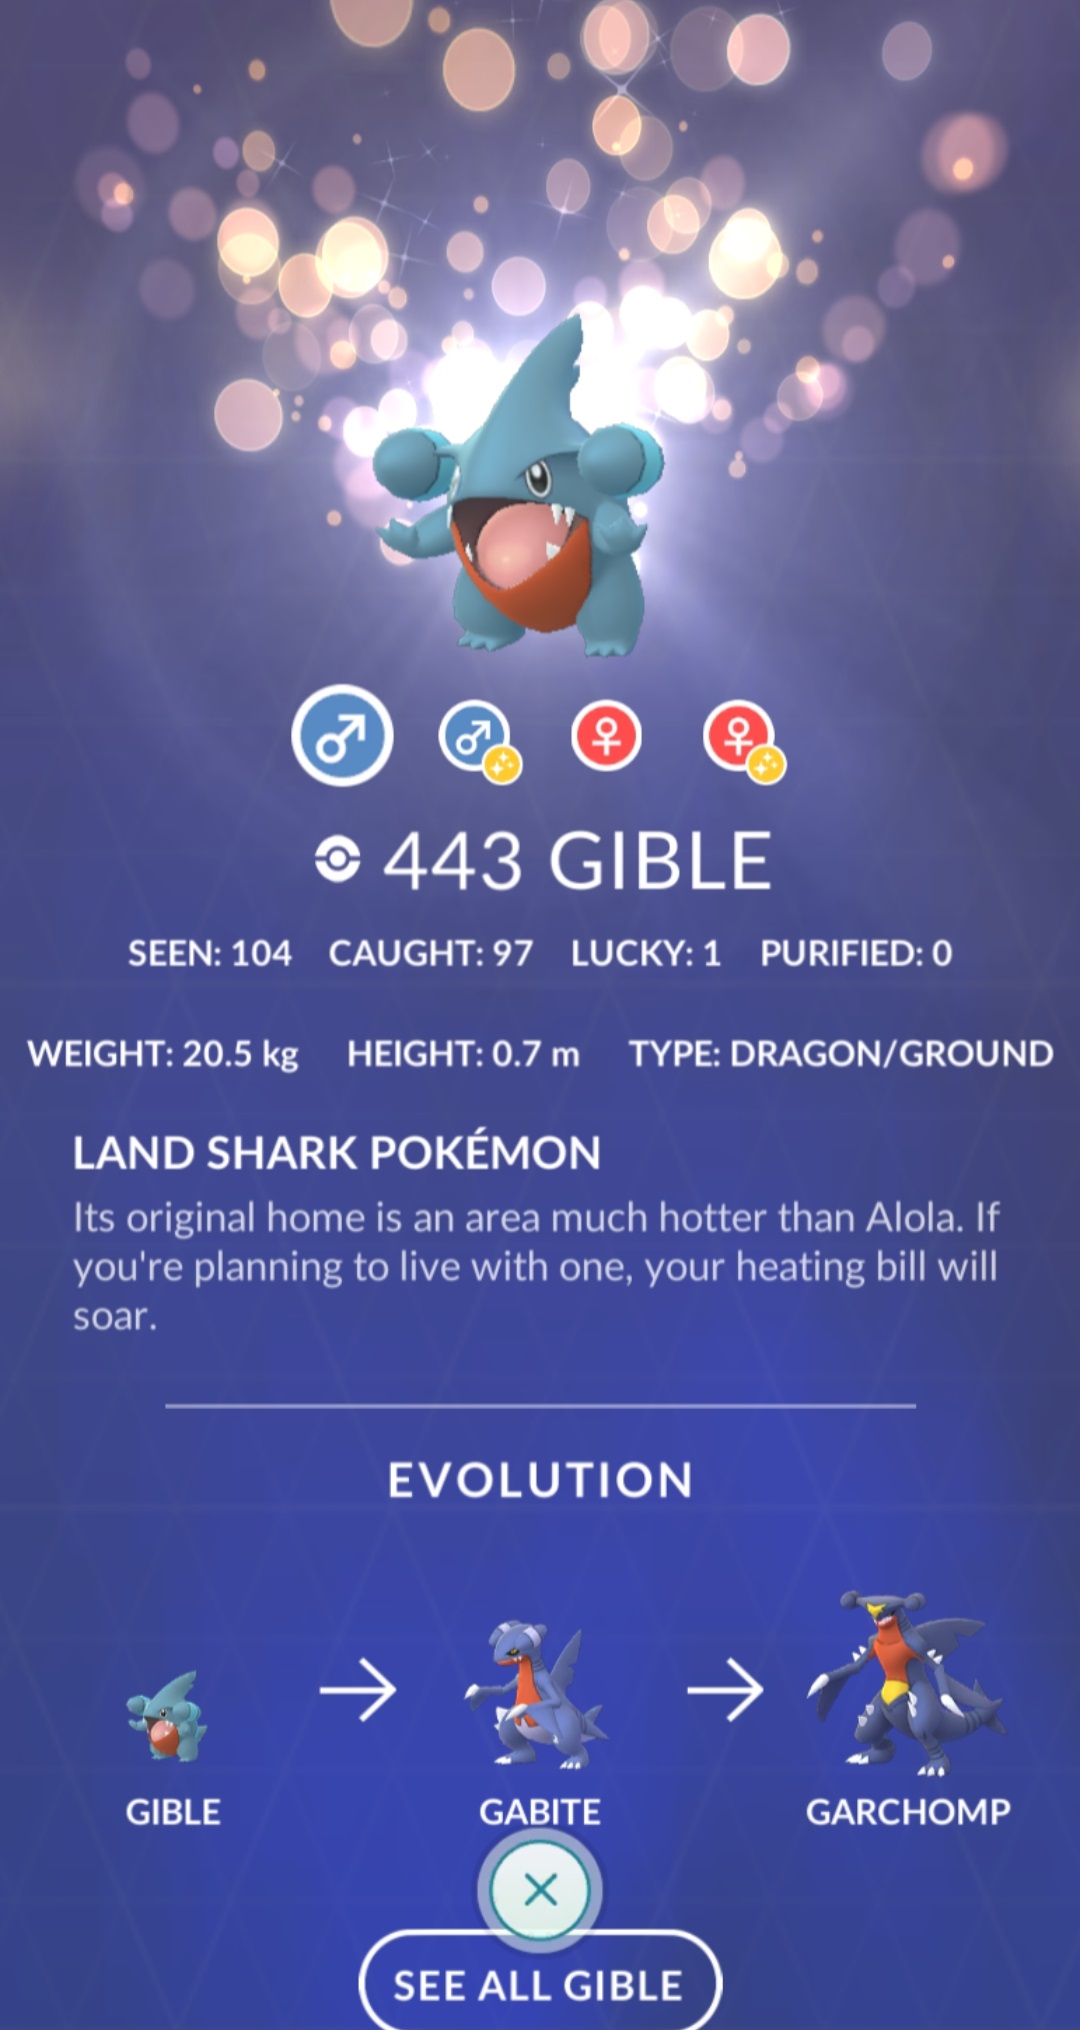 443 GIBLE
SEEN: 104 CAUGHT: 97 LUCKY: 1 PURIFIED: 0
WEIGHT: 20.5 kg HEIGHT: 0.7 m TYPE: DRAGON/GROUND
LAND SHARK POKÉMON
Its original home is an area much hotter than Alola. If
you're planning to live with one, your heating bill will
soar.
EVOLUTION
GIBLE GABITE GARCHOMP
SEE ALL GIBLE